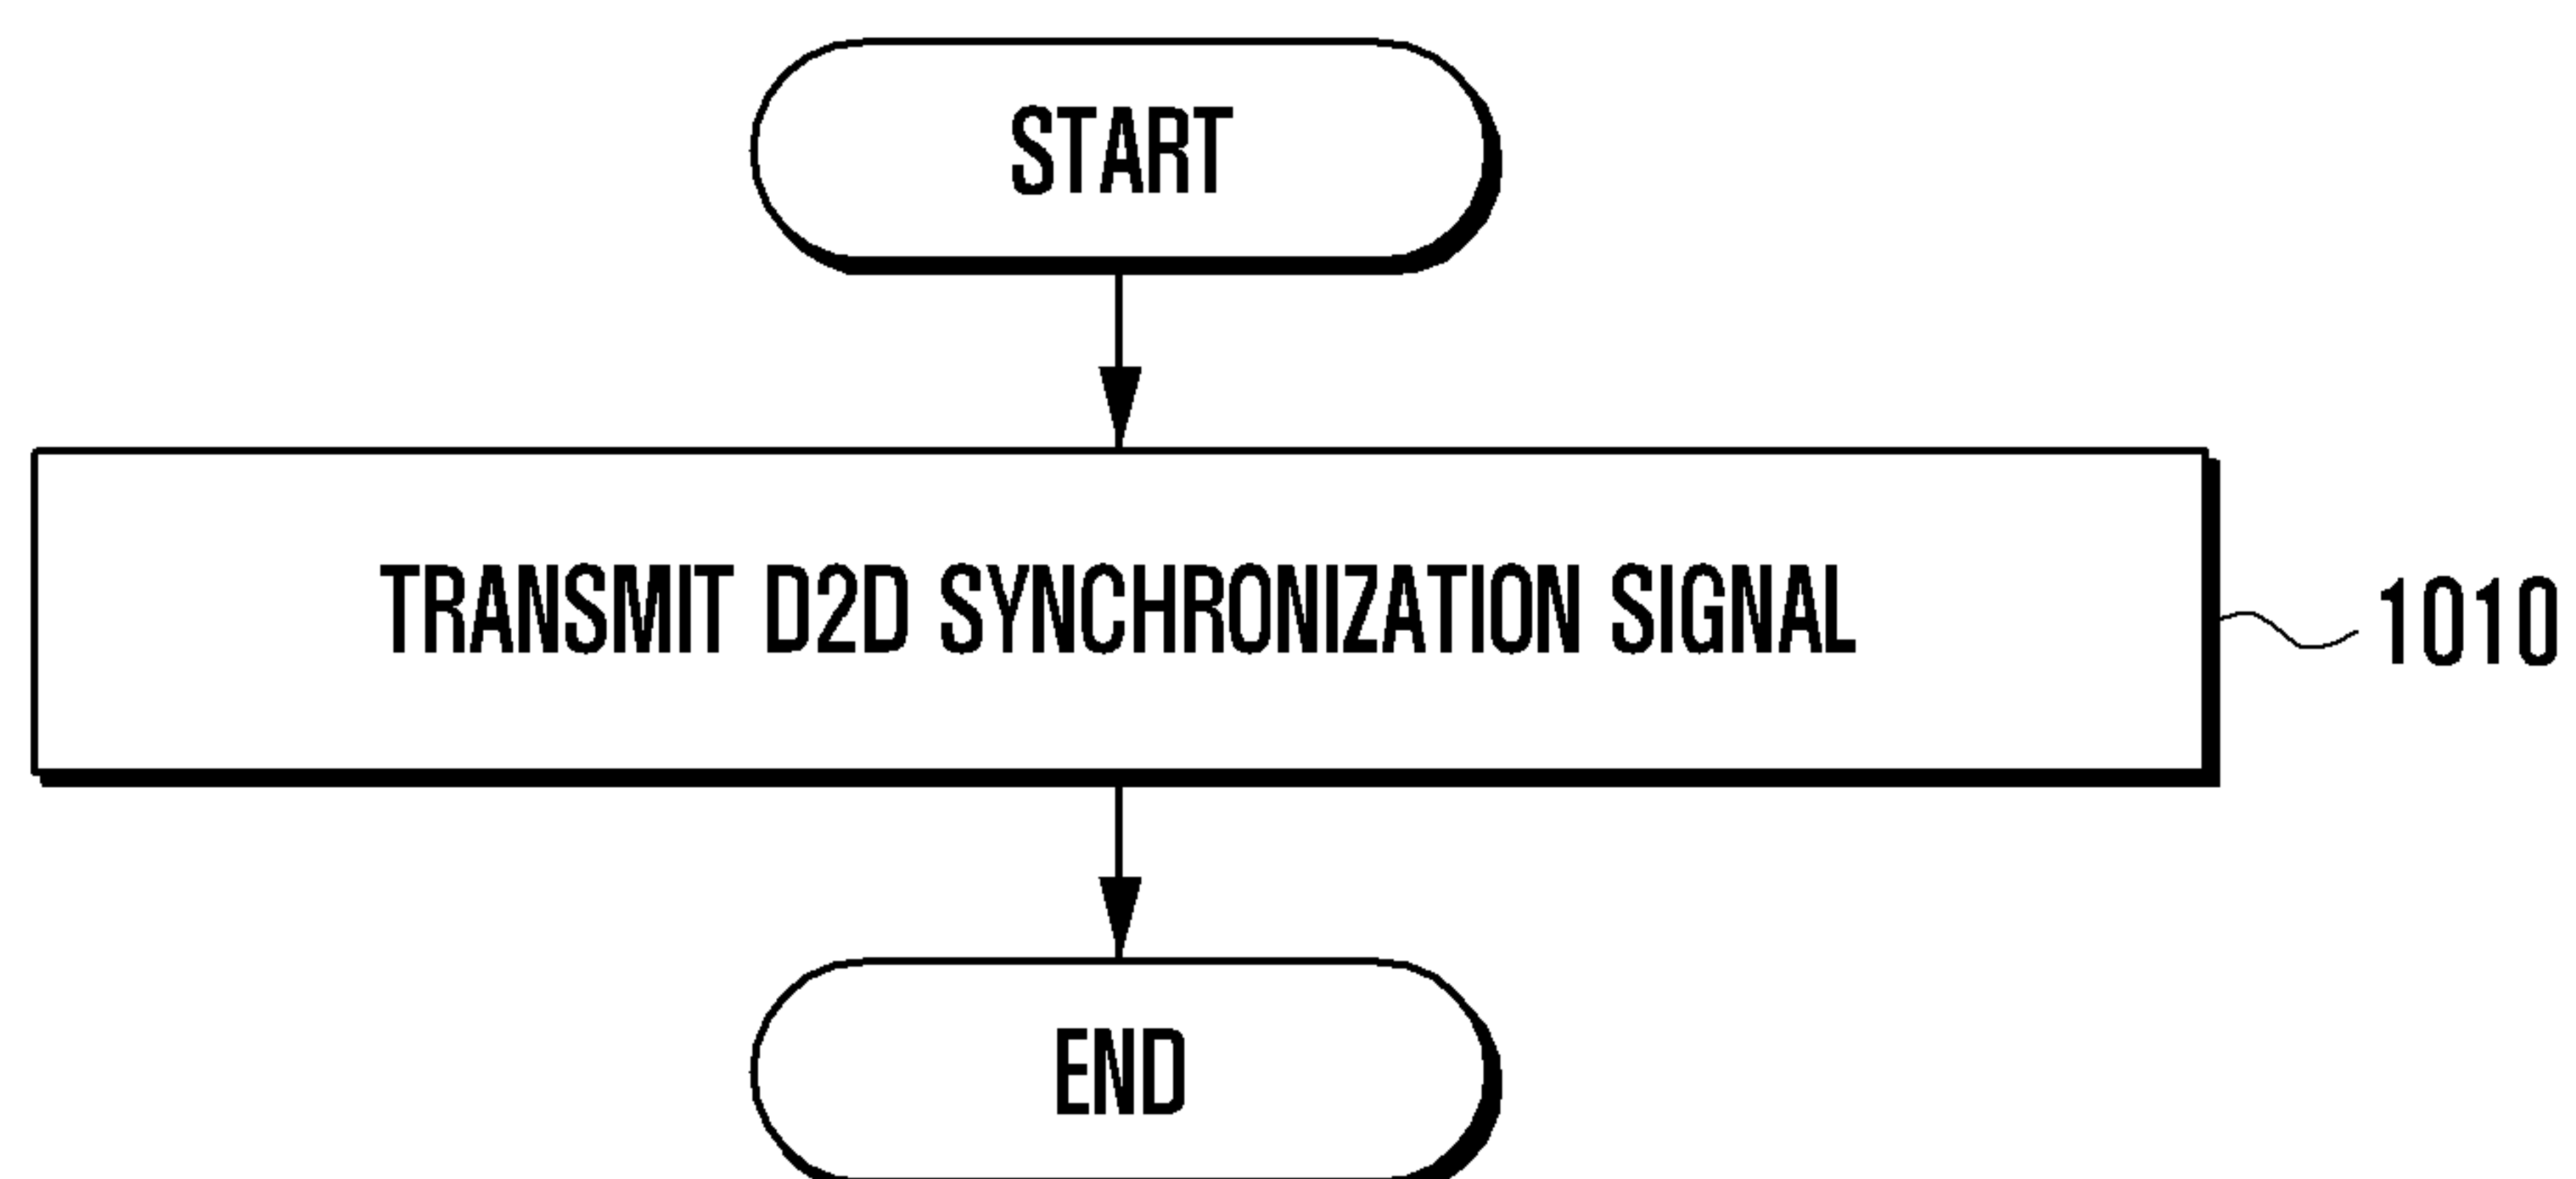 START
TRANSMIT D2D SYNCHRONIZATION SIGNAL
1010
END